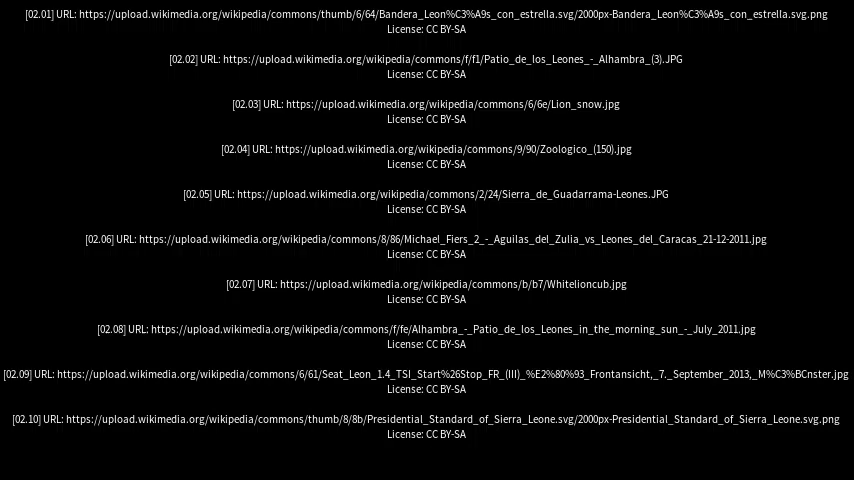 [02.01] URL: https://upload.wikimedia.org/wikipedia/commons/thumb/6/64/Bandera_Leon%C3%A9s_con_estrella.svg/2000px-Bandera_Leon%C3%A9s_con_estrella.svg.png
License: CC BY-SA
[02.02] URL: https://upload.wikimedia.org/wikipedia/commons/f/f1/Patio_de_los_Leones_-_Alhambra_(3).JPG
License: CC BY-SA
[02.03] URL: https://upload.wikimedia.org/wikipedia/commons/6/6e/Lion_snow.jpg
License: CC BY-SA
[02.04] URL: https://upload.wikimedia.org/wikipedia/commons/9/90/Zoologico_(150).jpg
License: CC BY-SA
[02.05] URL: https://upload.wikimedia.org/wikipedia/commons/2/24/Sierra_de_Guadarrama-Leones.JPG
License: CC BY-SA
[02.06] URL: https://upload.wikimedia.org/wikipedia/commons/8/86/Michael_Fiers_2_-_Aguilas_del_Zulia_vs_Leones_del_Caracas_21-12-2011.jpg
License: CC BY-SA
[02.07] URL: https://upload.wikimedia.org/wikipedia/commons/b/b7/Whitelioncub.jpg
License: CC BY-SA
[02.08] URL: https://upload.wikimedia.org/wikipedia/commons/f/fe/Alhambra_-_Patio_de_los_Leones_in_the_morning_sun_-_July_2011.jpg
License: CC BY-SA
[02.09] URL: https://upload.wikimedia.org/wikipedia/commons/6/61/Seat_Leon_1.4_TSI_Start%26Stop_FR_(III)_%E2%80%93_Frontansicht,_7._September_2013,_M%C3%BCnster.jpg
License: CC BY-SA
[02.10] URL: https://upload.wikimedia.org/wikipedia/commons/thumb/8/8b/Presidential_Standard_of_Sierra_Leone.svg/2000px-Presidential_Standard_of_Sierra_Leone.svg.png
License: CC BY-SA